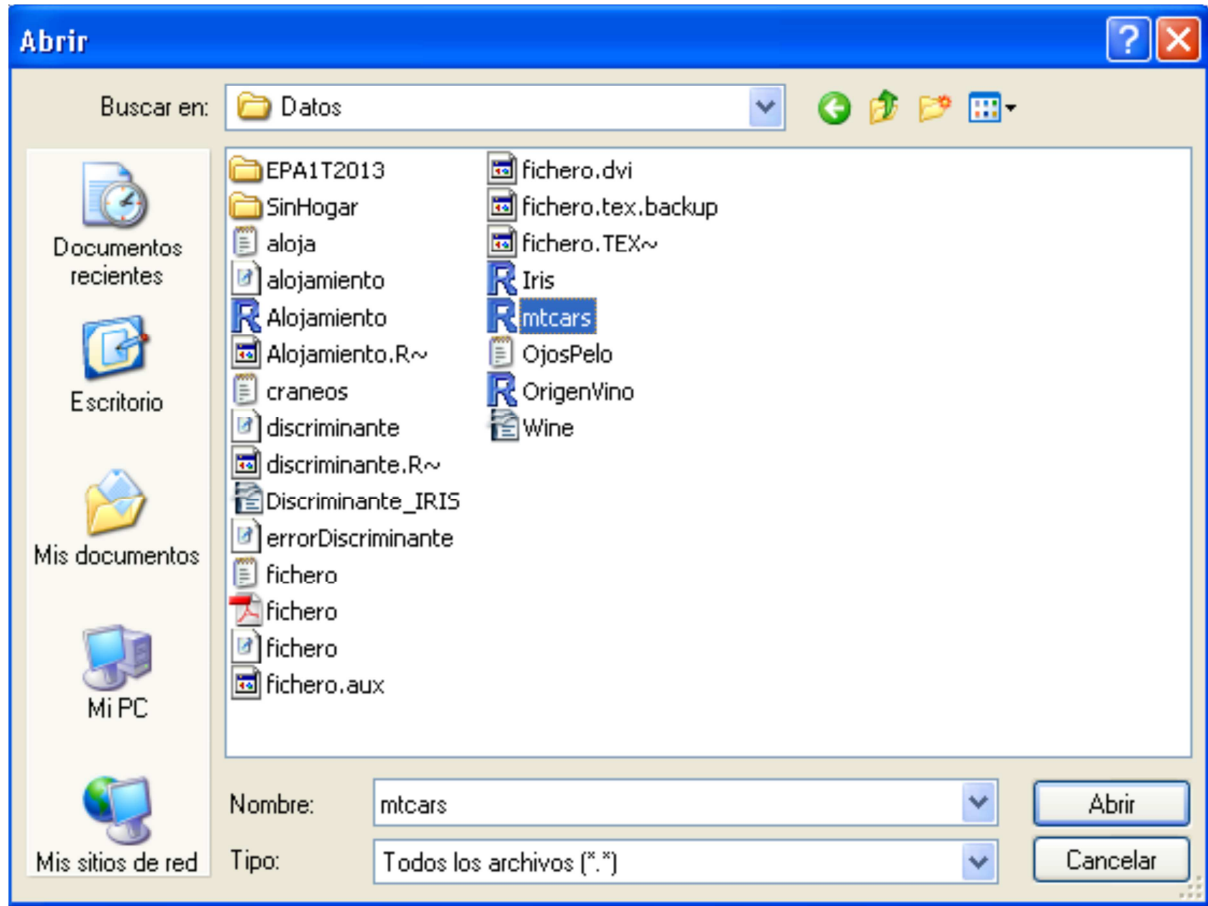 Abrir
Buscar en: Datos
Documentos
recientes
Escritorio
Mis documentos
Mi PC
Mis sitios de red
EPA1T2013
SinHogar
aloja
alojamiento
Alojamiento
Alojamiento.R~
craneos
discriminante
discriminante.R~
Discriminante_IRIS
errorDiscriminante
fichero
fichero
fichero
fichero.aux
fichero.dvi
fichero.tex.backup
fichero.TEX~
Iris
mtcars
OjosPelo
OrigenVino
Wine
Nombre: mtcars Abrir
Tipo: Todos los archivos (*.*) Cancelar